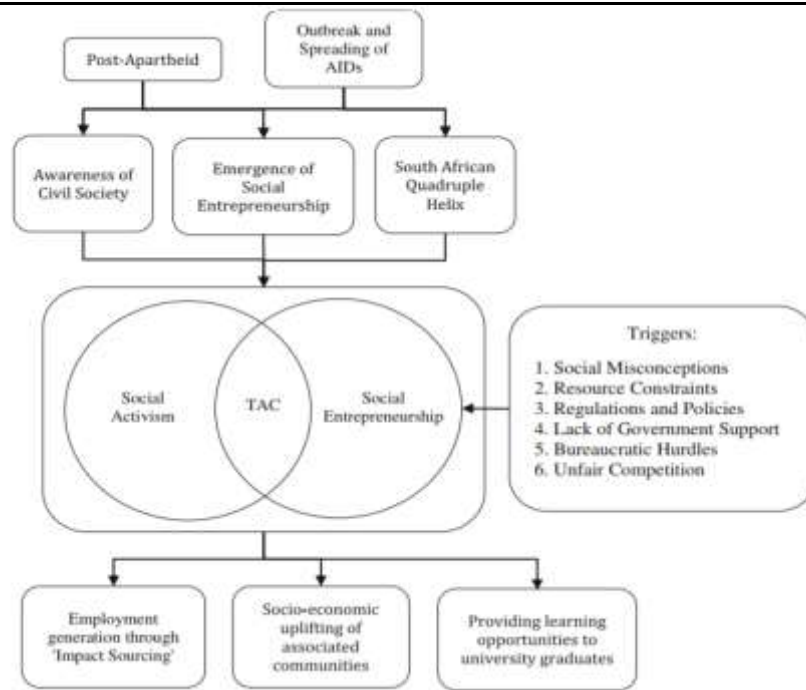 Post-Apartheid
Outbreak and
Spreading of
AIDs
Awareness of
Civil Society
Emergence of
Social
Entrepreneurship
South African
Quadruple
Helix
Social
Activism
TAC
Social
Entrepreneurship
Triggers:
1. Social Misconceptions
2. Resource Constraints
3. Regulations and Policies
4. Lack of Government Support
5. Bureaucratic Hurdles
6. Unfair Competition
Employment
generation through
'Impact Sourcing'
Socio-economic
uplifting of
associated
communities
Providing learning
opportunities to
university graduates